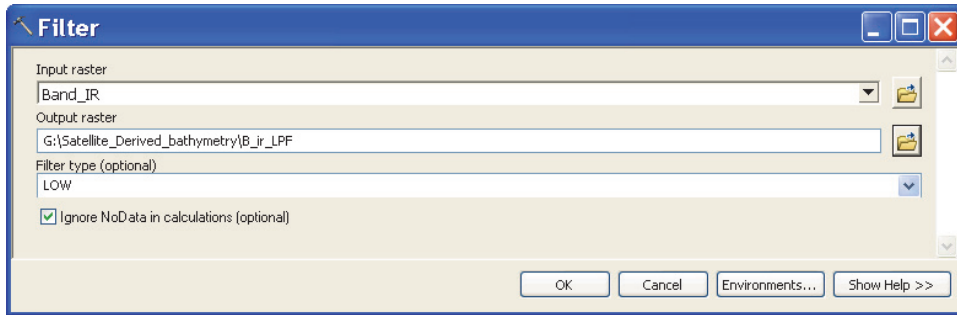 Filter
Input raster
Band_IR
Output raster
G:\Satellite_Derived_bathymetry\B_ir_LPF
Filter type (optional)
LOW
Ignore NoData in calculations (optional)
OK Cancel Environments... Show Help >>